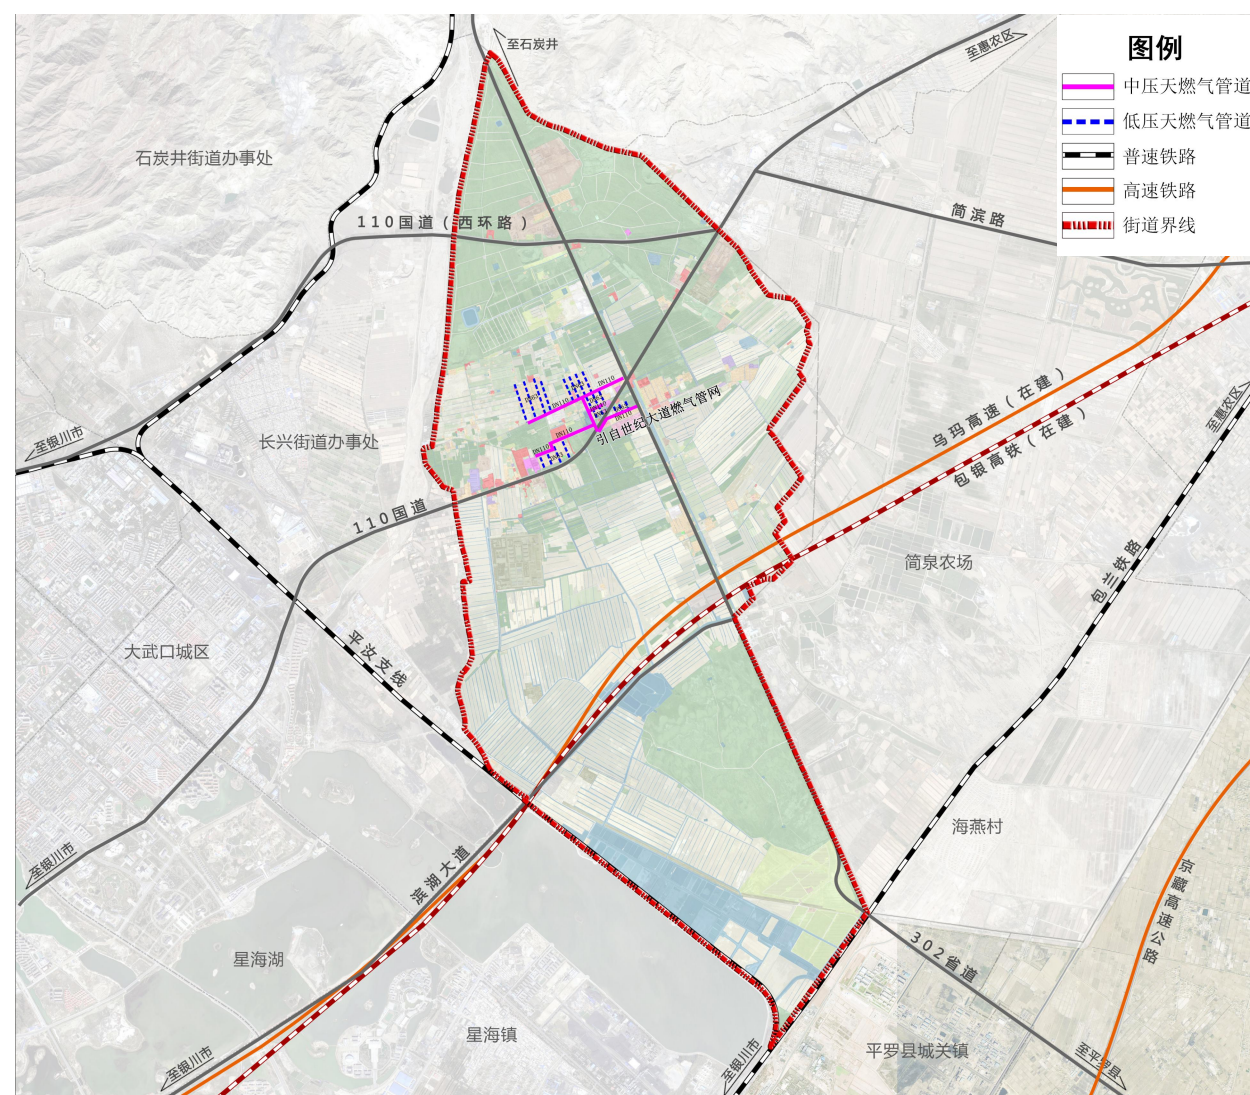 图例
中压天燃气管道
低压天燃气管道
普速铁路
高速铁路
街道界线
至石炭井
至惠农区
石炭井街道办事处
110国道（西环路）
简滨路
DN110
DN110
引自世纪大道燃气管网
DN110
DN110
DN110
至银川市
长兴街道办事处
110国道
乌玛高速（在建）
包银高铁（在建）
至惠农区
简泉农场
包兰铁路
大武口城区
平汝支线
海燕村
至银川市
滨湖大道
京藏高速公路
302省道
星海湖
星海镇
至银川市
至银川市
平罗县城关镇
至平罗县